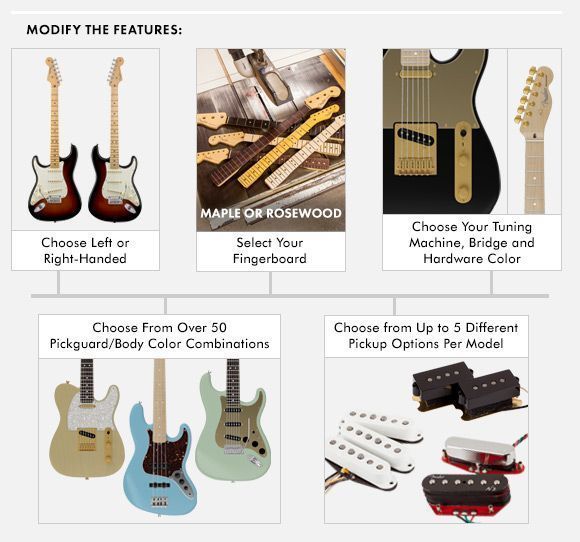 MODIFY THE FEATURES:
MAPLE OR ROSEWOOD
Choose Left or
Right-Handed
Select Your
Fingerboard
Choose Your Tuning
Machine, Bridge and
Hardware Color
Choose From Over 50
Pickguard/Body Color Combinations
Choose from Up to 5 Different
Pickup Options Per Model